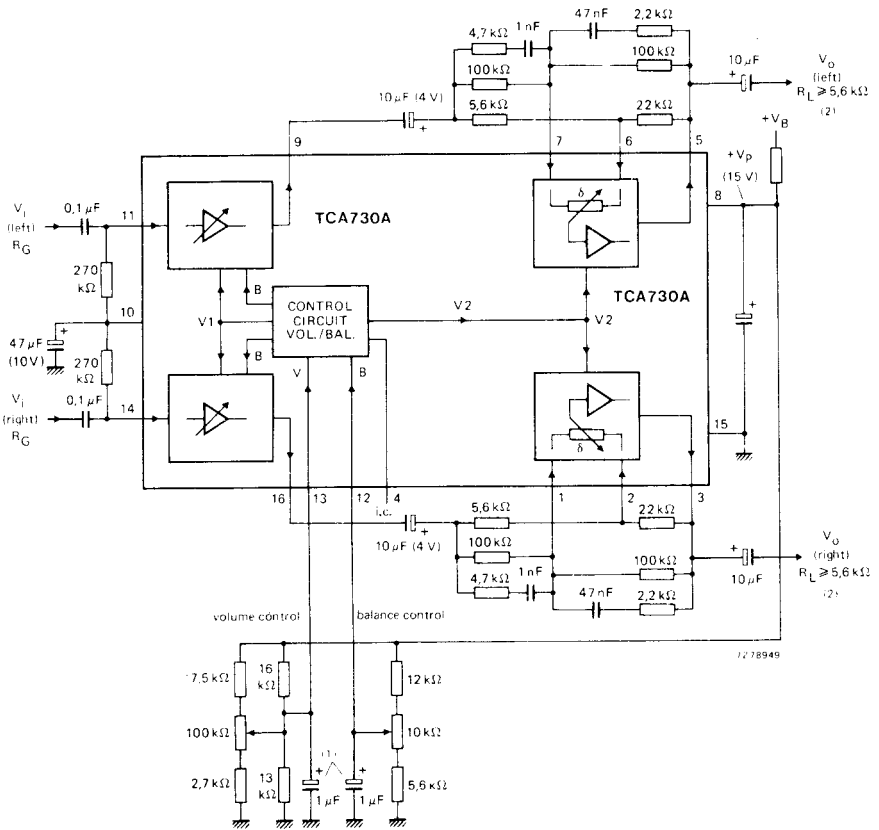 47 nF
2,2 kΩ
1 nF
4,7 kΩ
100 kΩ
10 µF
+
Vo
(left)
RL ≥ 5,6 kΩ
(2)
100 kΩ
10 µF (4 V)
+
5,6 kΩ
22 kΩ
+VB
9
7
6
5
+Vp
(15 V)
8
Vi
(left)
RG
0,1 µF
11
TCA730A
δ
270
kΩ
TCA730A
B
10
V1
CONTROL
CIRCUIT
VOL./BAL.
V2
V2
+
+
47 µF
(10 V)
270
kΩ
B
V
B
Vi
(right)
RG
0,1 µF
14
15
δ
16
13
12
4
i.c.
1
2
3
5,6 kΩ
22 kΩ
10 µF (4 V)
+
100 kΩ
1 nF
4,7 kΩ
100 kΩ
47 nF
2,2 kΩ
+
10 µF
Vo
(right)
RL ≥ 5,6 kΩ
(2)
volume control
balance control
7278949
7,5 kΩ
16
kΩ
12 kΩ
100 kΩ
10 kΩ
(1)
+
+
2,7 kΩ
13
kΩ
1 µF
1 µF
5,6 kΩ